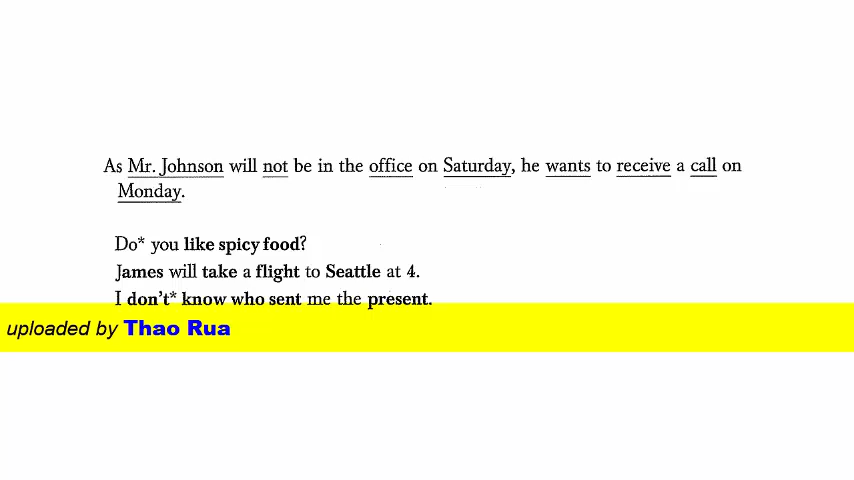 As Mr. Johnson will not be in the office on Saturday, he wants to receive a call on
Monday.
Do* you like spicy food?
James will take a flight to Seattle at 4.
I don't* know who sent me the present.
uploaded by Thao Rua